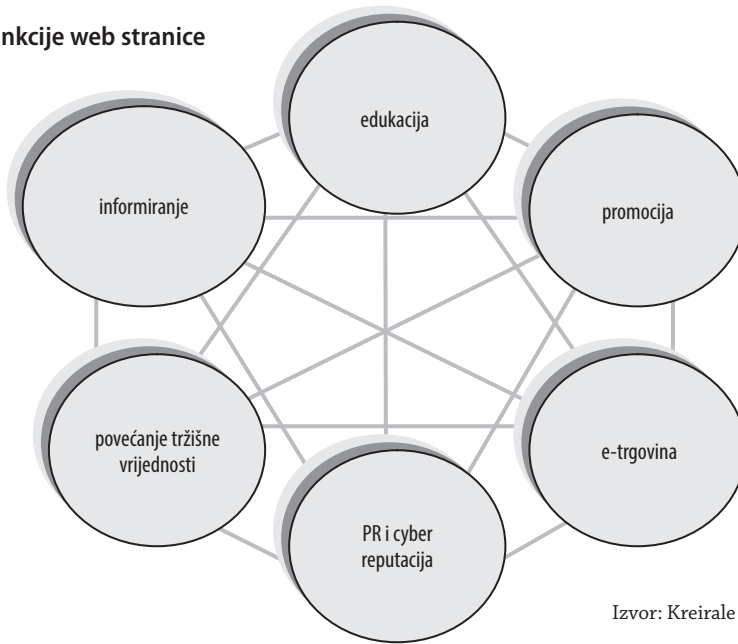 nkcije web stranice
edukacija
informiranje
promocija
povećanje tržišne
vrijednosti
e-trgovina
PR i cyber
reputacija
Izvor: Kreirale